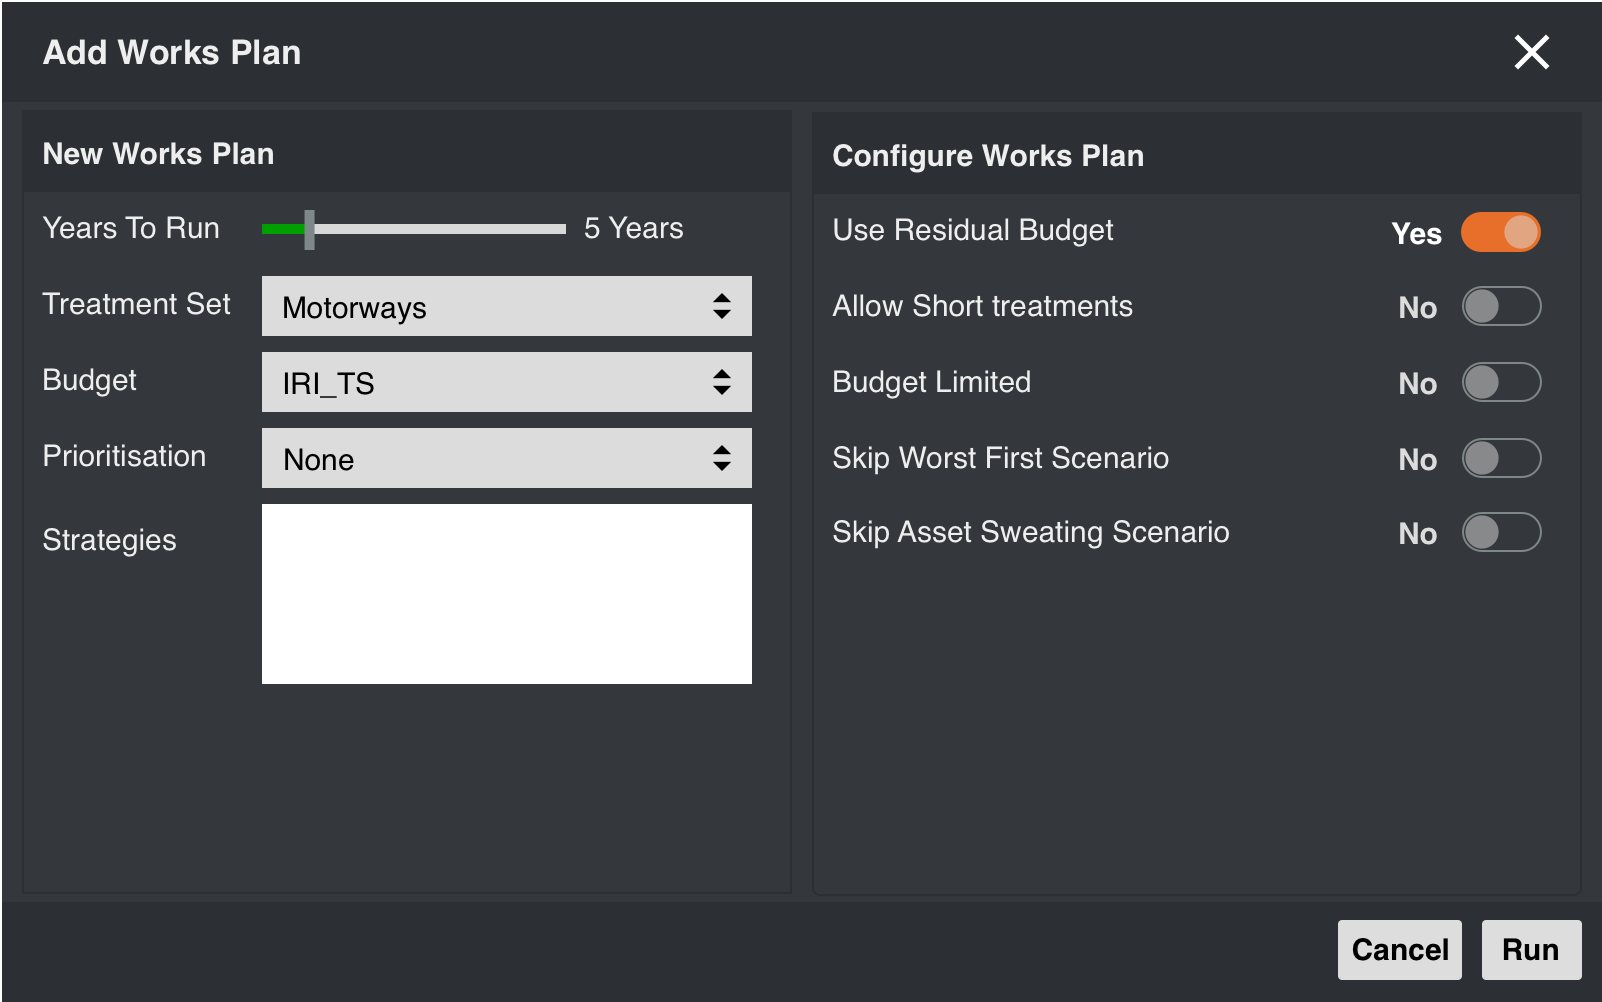 Add Works Plan
New Works Plan
Years To Run 5 Years
Treatment Set Motorways
Budget IRI_TS
Prioritisation None
Strategies
Configure Works Plan
Use Residual Budget Yes
Allow Short treatments No
Budget Limited No
Skip Worst First Scenario No
Skip Asset Sweating Scenario No
Cancel Run